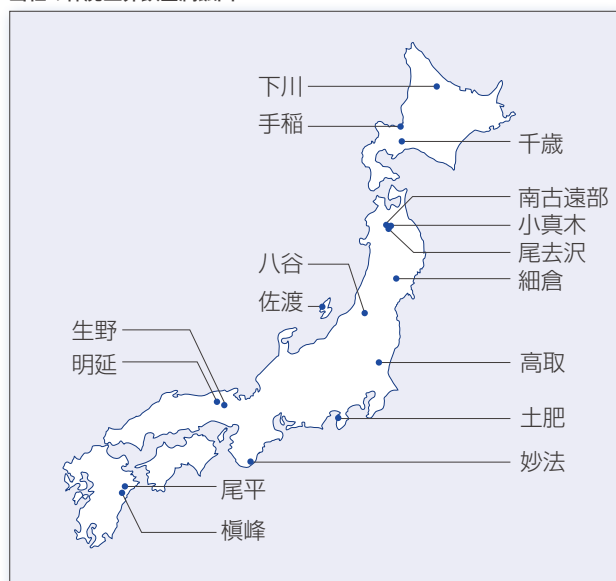 下川
手稲
千歳
南古遠部
小真木
尾去沢
八谷
細倉
佐渡
生野
明延
高取
土肥
妙法
尾平
槇峰